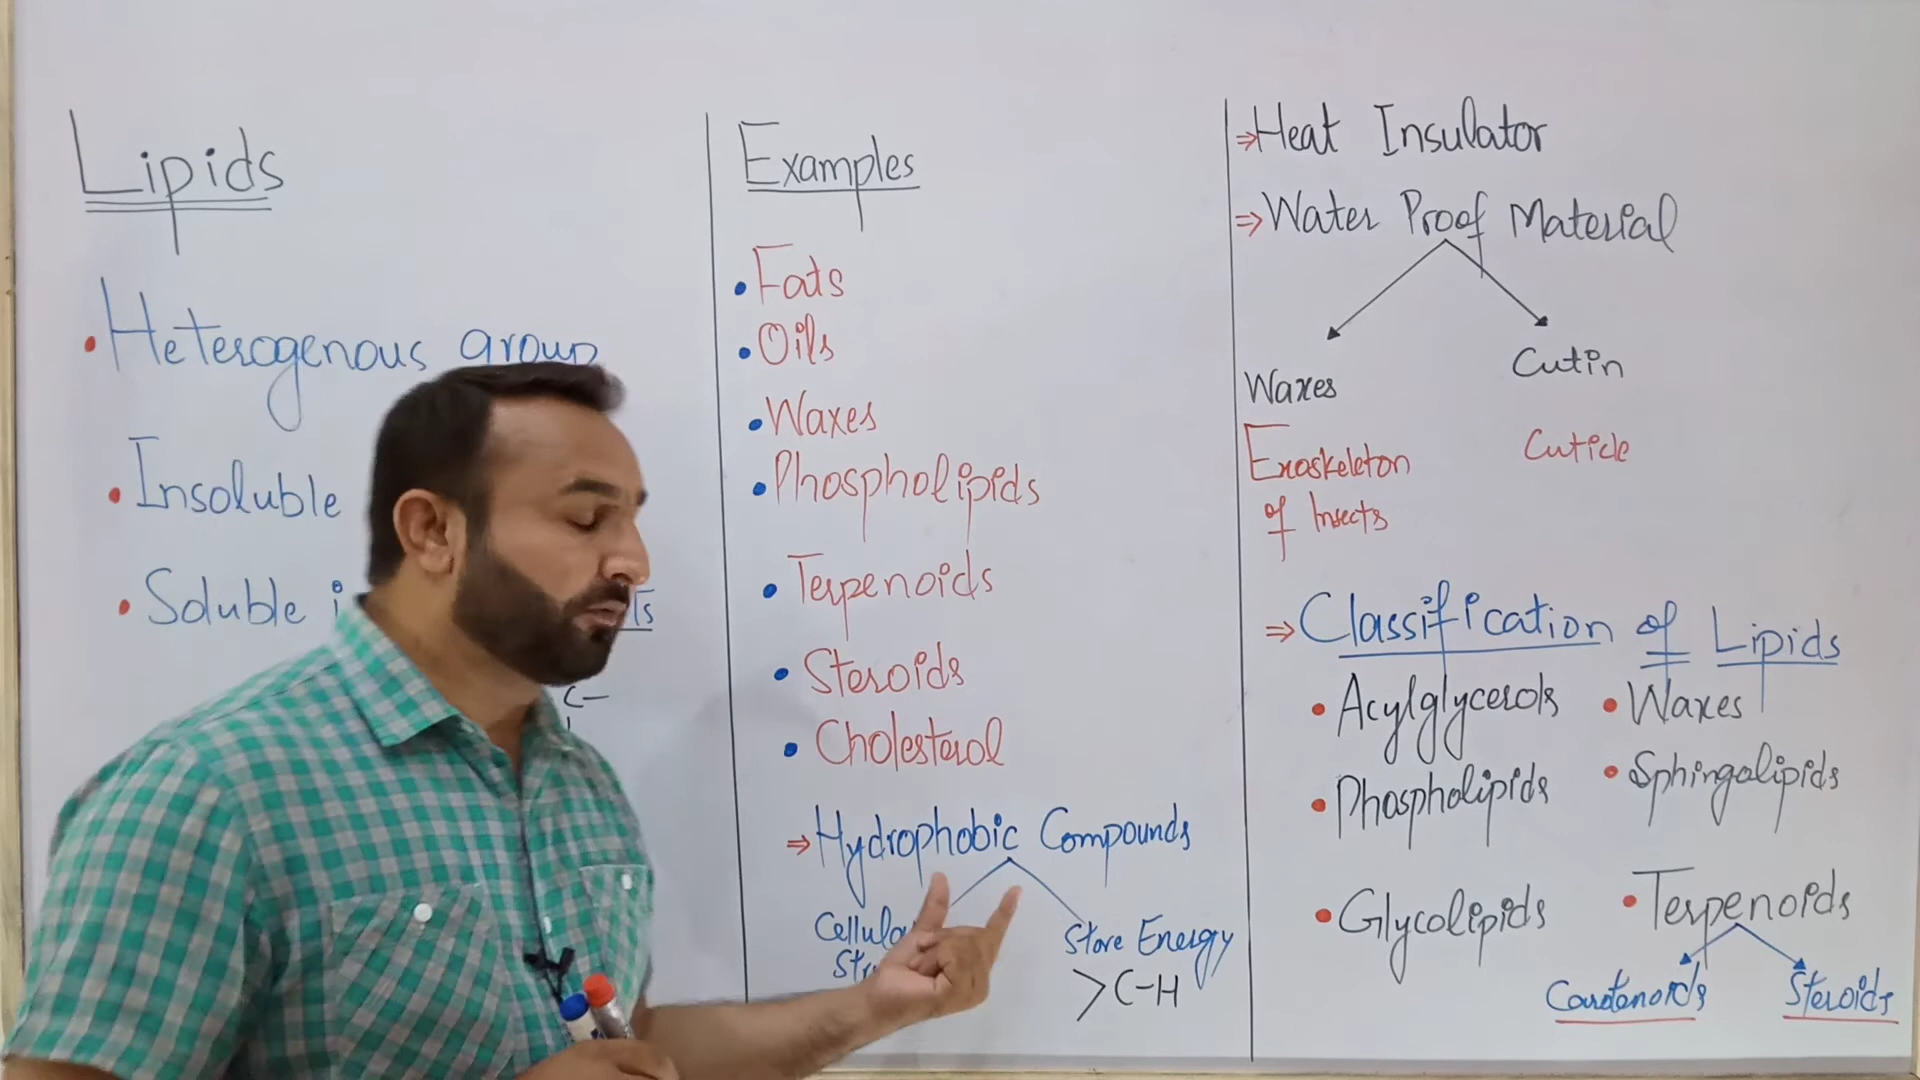 Lipids
• Heterogenous group
• Insoluble
• Soluble
C-
Examples
• Fats
• Oils
• Waxes
• Phospholipids
• Terpenoids
• Steroids
• Cholesterol
⇒ Hydrophobic Compounds
Store Energy
>C-H
⇒ Heat Insulator
⇒ Water Proof Material
Waxes Cutin
Exoskeleton Cuticle
of Insects
⇒ Classification of Lipids
• Acylglycerols • Waxes
• Phospholipids • Sphingolipids
• Glycolipids • Terpenoids
Carotenoids Steroids